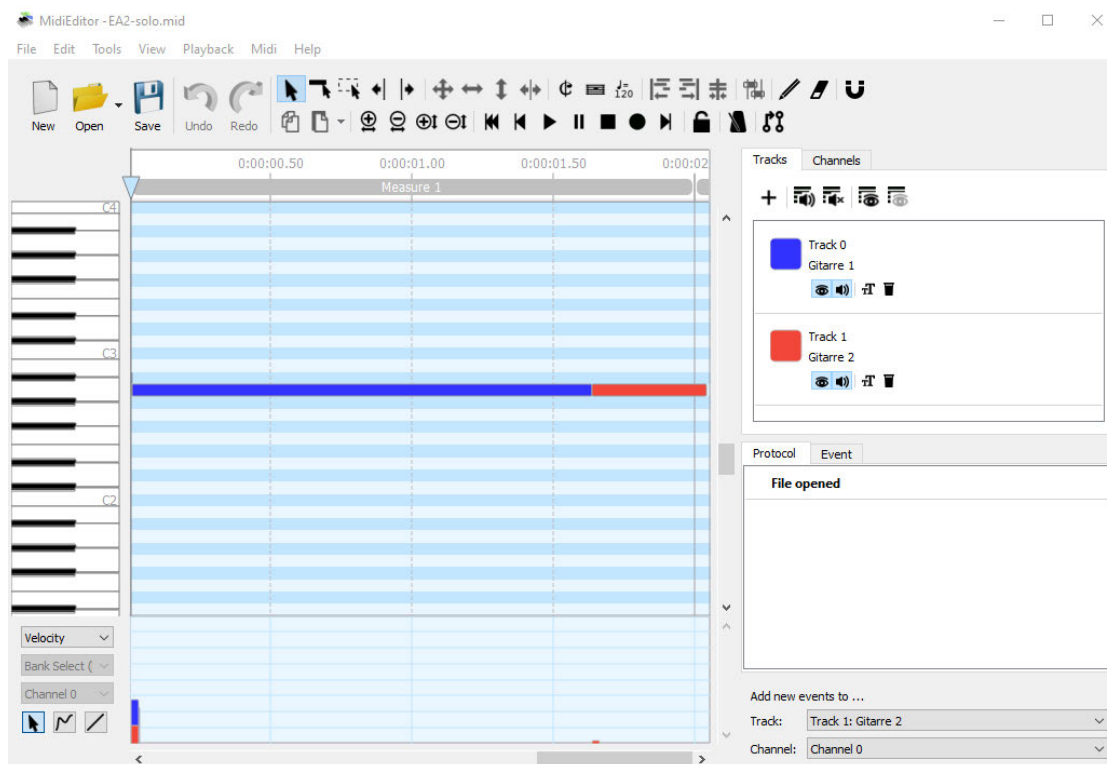 MidiEditor - EA2-solo.mid
File Edit Tools View Playback Midi Help
120
New Open Save Undo Redo
0:00:00.50 0:00:01.00 0:00:01.50 0:00:02
Measure 1
C4
C3
C2
Tracks Channels
Track 0
Gitarre 1
T
Track 1
Gitarre 2
T
Protocol Event
File opened
Velocity
Bank Select (
Channel 0
Add new events to ...
Track: Track 1: Gitarre 2
Channel: Channel 0